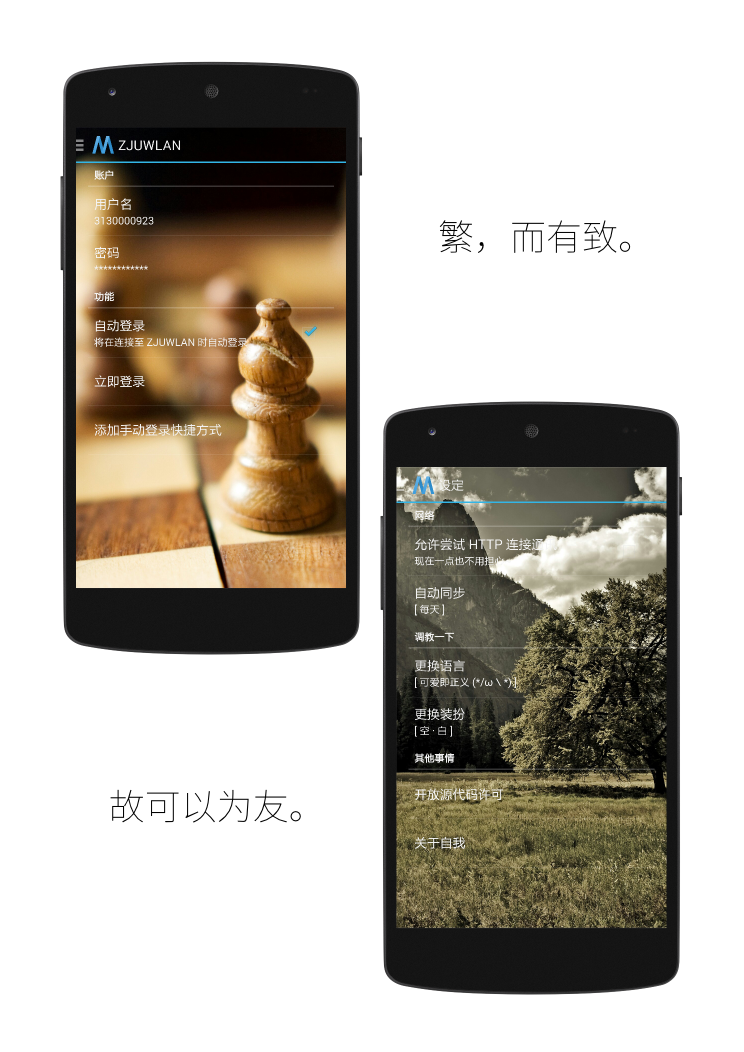 ZJUWLAN
账户
用户名
3130000923
密码
************
功能
自动登录
将在连接至 ZJUWLAN 时自动登录
立即登录
添加手动登录快捷方式
繁，而有致。
设定
网络
允许尝试 HTTP 连接通
现在一点也不用担心
自动同步
[ 每天 ]
调教一下
更换语言
[ 可爱即正义 (*/ω＼*) ]
更换装扮
[ 空 · 白 ]
其他事情
开放源代码许可
关于自我
故可以为友。